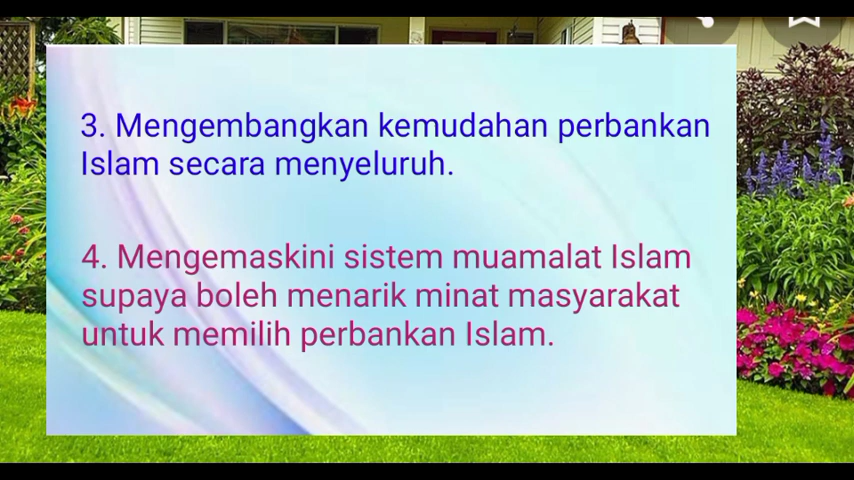 3. Mengembangkan kemudahan perbankan
Islam secara menyeluruh.
4. Mengemaskini sistem muamalat Islam
supaya boleh menarik minat masyarakat
untuk memilih perbankan Islam.